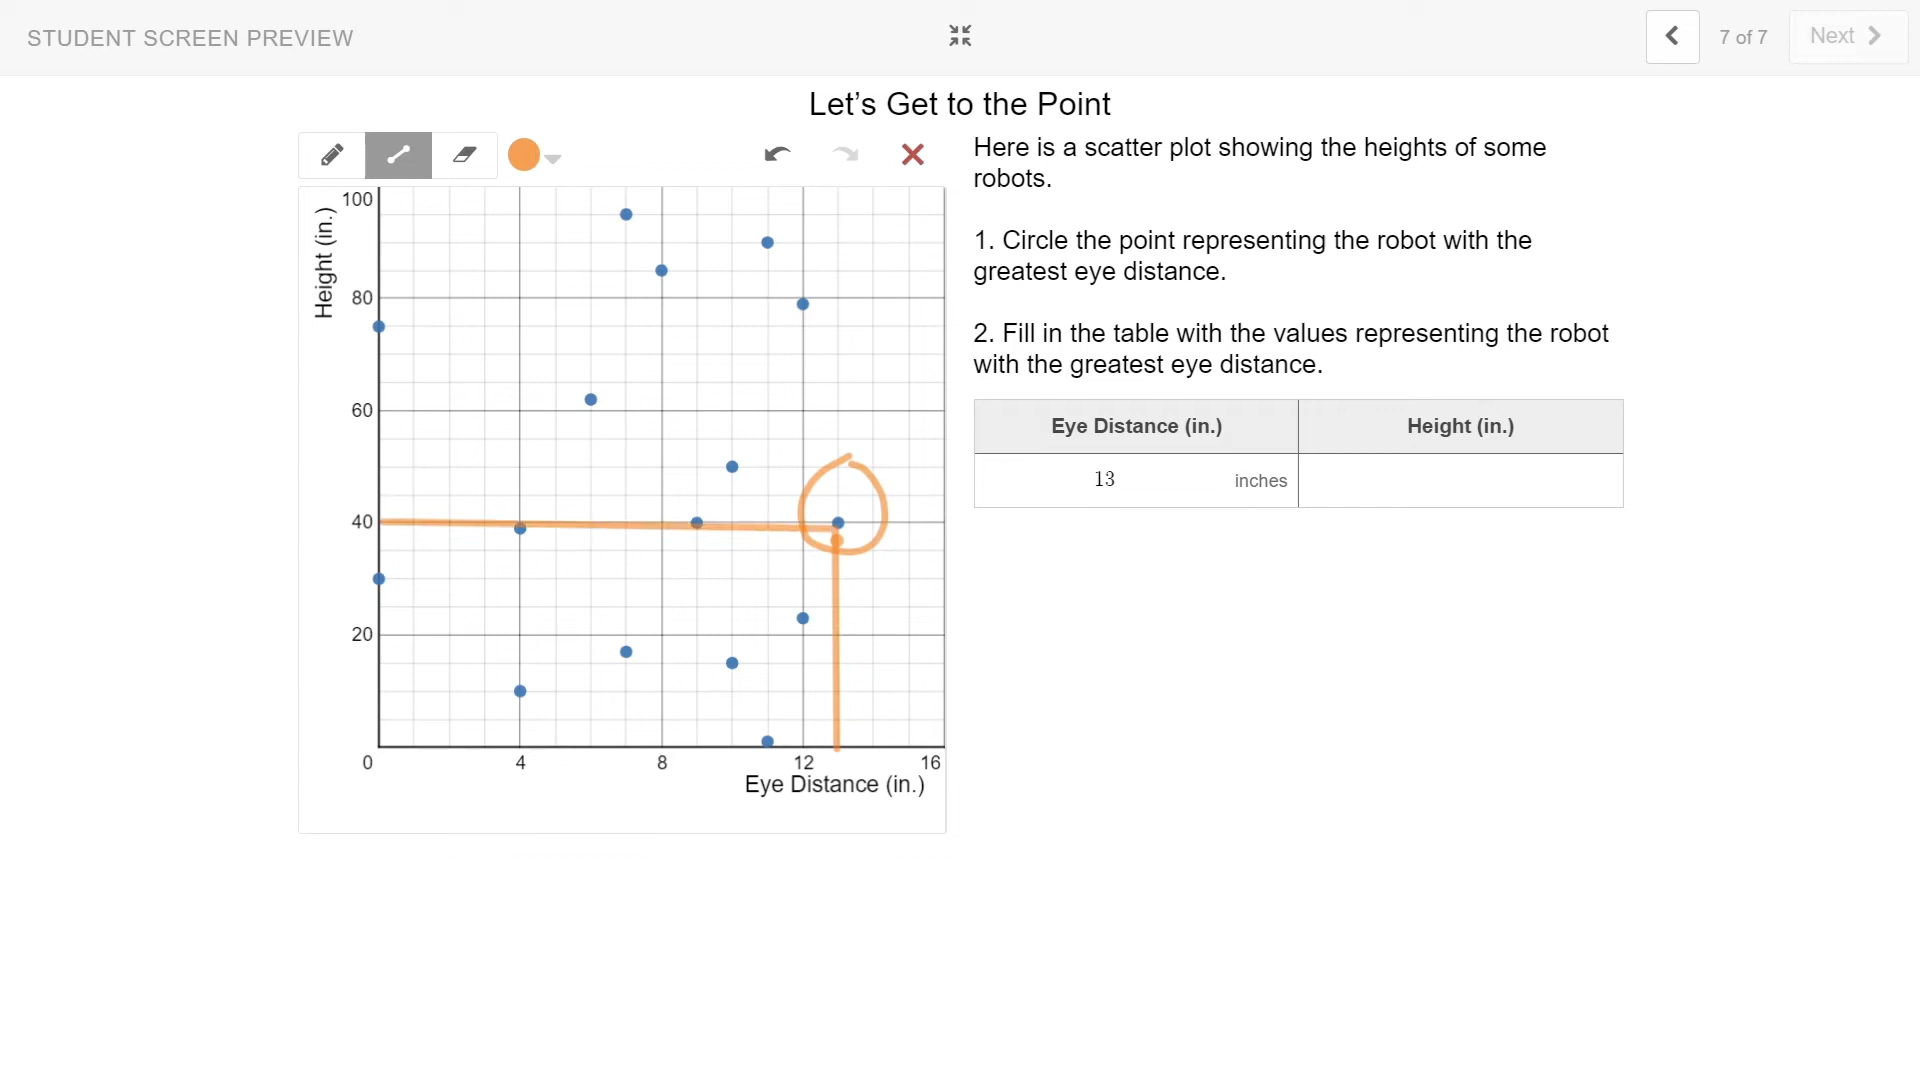 STUDENT SCREEN PREVIEW
7 of 7
Next
Let’s Get to the Point
Here is a scatter plot showing the heights of some
robots.
1. Circle the point representing the robot with the
greatest eye distance.
2. Fill in the table with the values representing the robot
with the greatest eye distance.
Eye Distance (in.) Height (in.)
13 inches
Height (in.)
100
80
60
40
20
0 4 8 12 16
Eye Distance (in.)